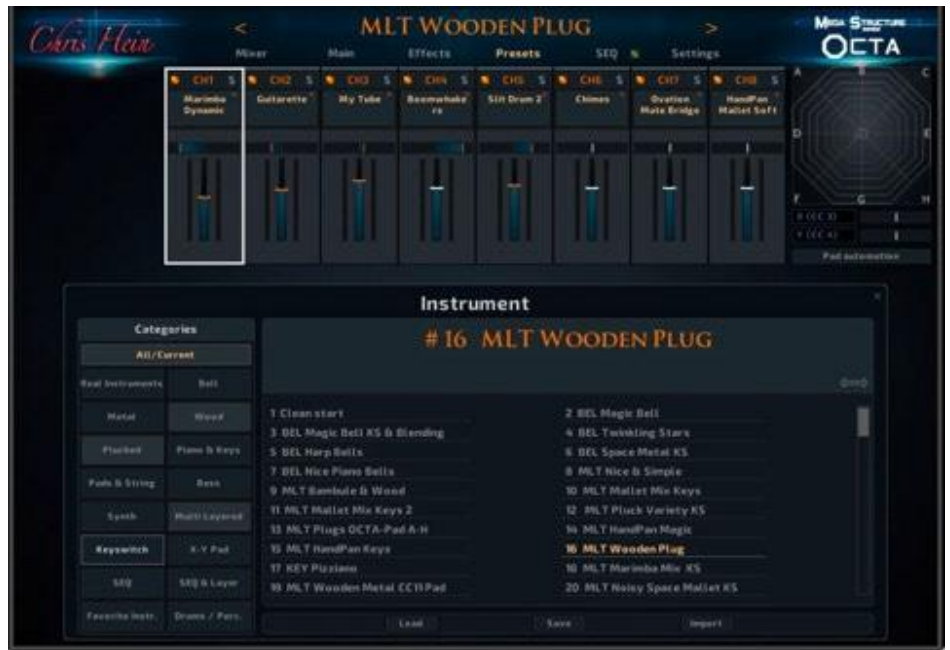 Chris Hein
< MLT WOODEN PLUG >
Mixer Main Effects Presets SEQ Settings
MEGA STRUCTURE
OCTA
CH1 S CH2 S CH3 S CH4 S CH5 S CH6 S CH7 S CH8 S
Marimba Dynamic
Guitarette
My Tube
Boomwhakers
Slit Drum 2
Chimes
Ovation Mute Bridge
HandPan Mallet Soft
A B C
D E
F G H
X (CC 3)
Y (CC 4)
Pad automation
Instrument
Categories
All/Current
Real Instruments Bell
Metal Wood
Plucked Piano & Keys
Pads & String Bass
Synth Multi Layered
Keyswitch X-Y Pad
SEQ SEQ & Layer
Favorite Instr. Drums / Perc.
# 16 MLT WOODEN PLUG
1 Clean start 2 BEL Magic Bell
3 BEL Magic Bell KS & Blending 4 BEL Twinkling Stars
5 BEL Harp Bells 6 BEL Space Metal KS
7 BEL Nice Piano Bells 8 MLT Nice & Simple
9 MLT Bambule & Wood 10 MLT Mallet Mix Keys
11 MLT Mallet Mix Keys 2 12 MLT Pluck Variety KS
13 MLT Plugs OCTA-Pad A-H 14 MLT HandPan Magic
15 MLT HandPan Keys 16 MLT Wooden Plug
17 KEY Pizziano 18 MLT Marimba Mix KS
19 MLT Wooden Metal CC11 Pad 20 MLT Noisy Space Mallet KS
Load Save Import